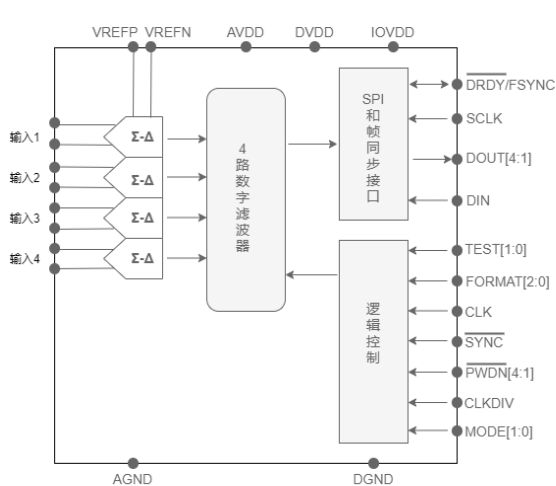 VREFP VREFN AVDD DVDD IOVDD
输入1
输入2
输入3
输入4
Σ-Δ
Σ-Δ
Σ-Δ
Σ-Δ
4路数字滤波器
SPI和帧同步接口
逻辑控制
DRDY/FSYNC
SCLK
DOUT[4:1]
DIN
TEST[1:0]
FORMAT[2:0]
CLK
SYNC
PWDN[4:1]
CLKDIV
MODE[1:0]
AGND DGND